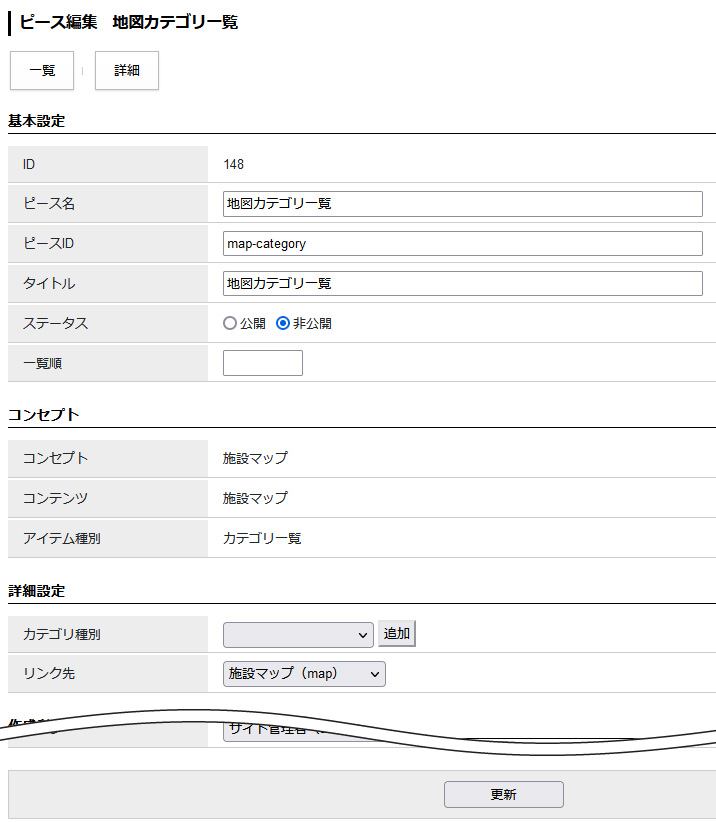 ピース編集　地図カテゴリ一覧
一覧
詳細
基本設定
ID 148
ピース名 地図カテゴリ一覧
ピースID map-category
タイトル 地図カテゴリ一覧
ステータス 公開 非公開
一覧順
コンセプト
コンセプト 施設マップ
コンテンツ 施設マップ
アイテム種別 カテゴリ一覧
詳細設定
カテゴリ種別 追加
リンク先 施設マップ（map）
サイト管理者
更新